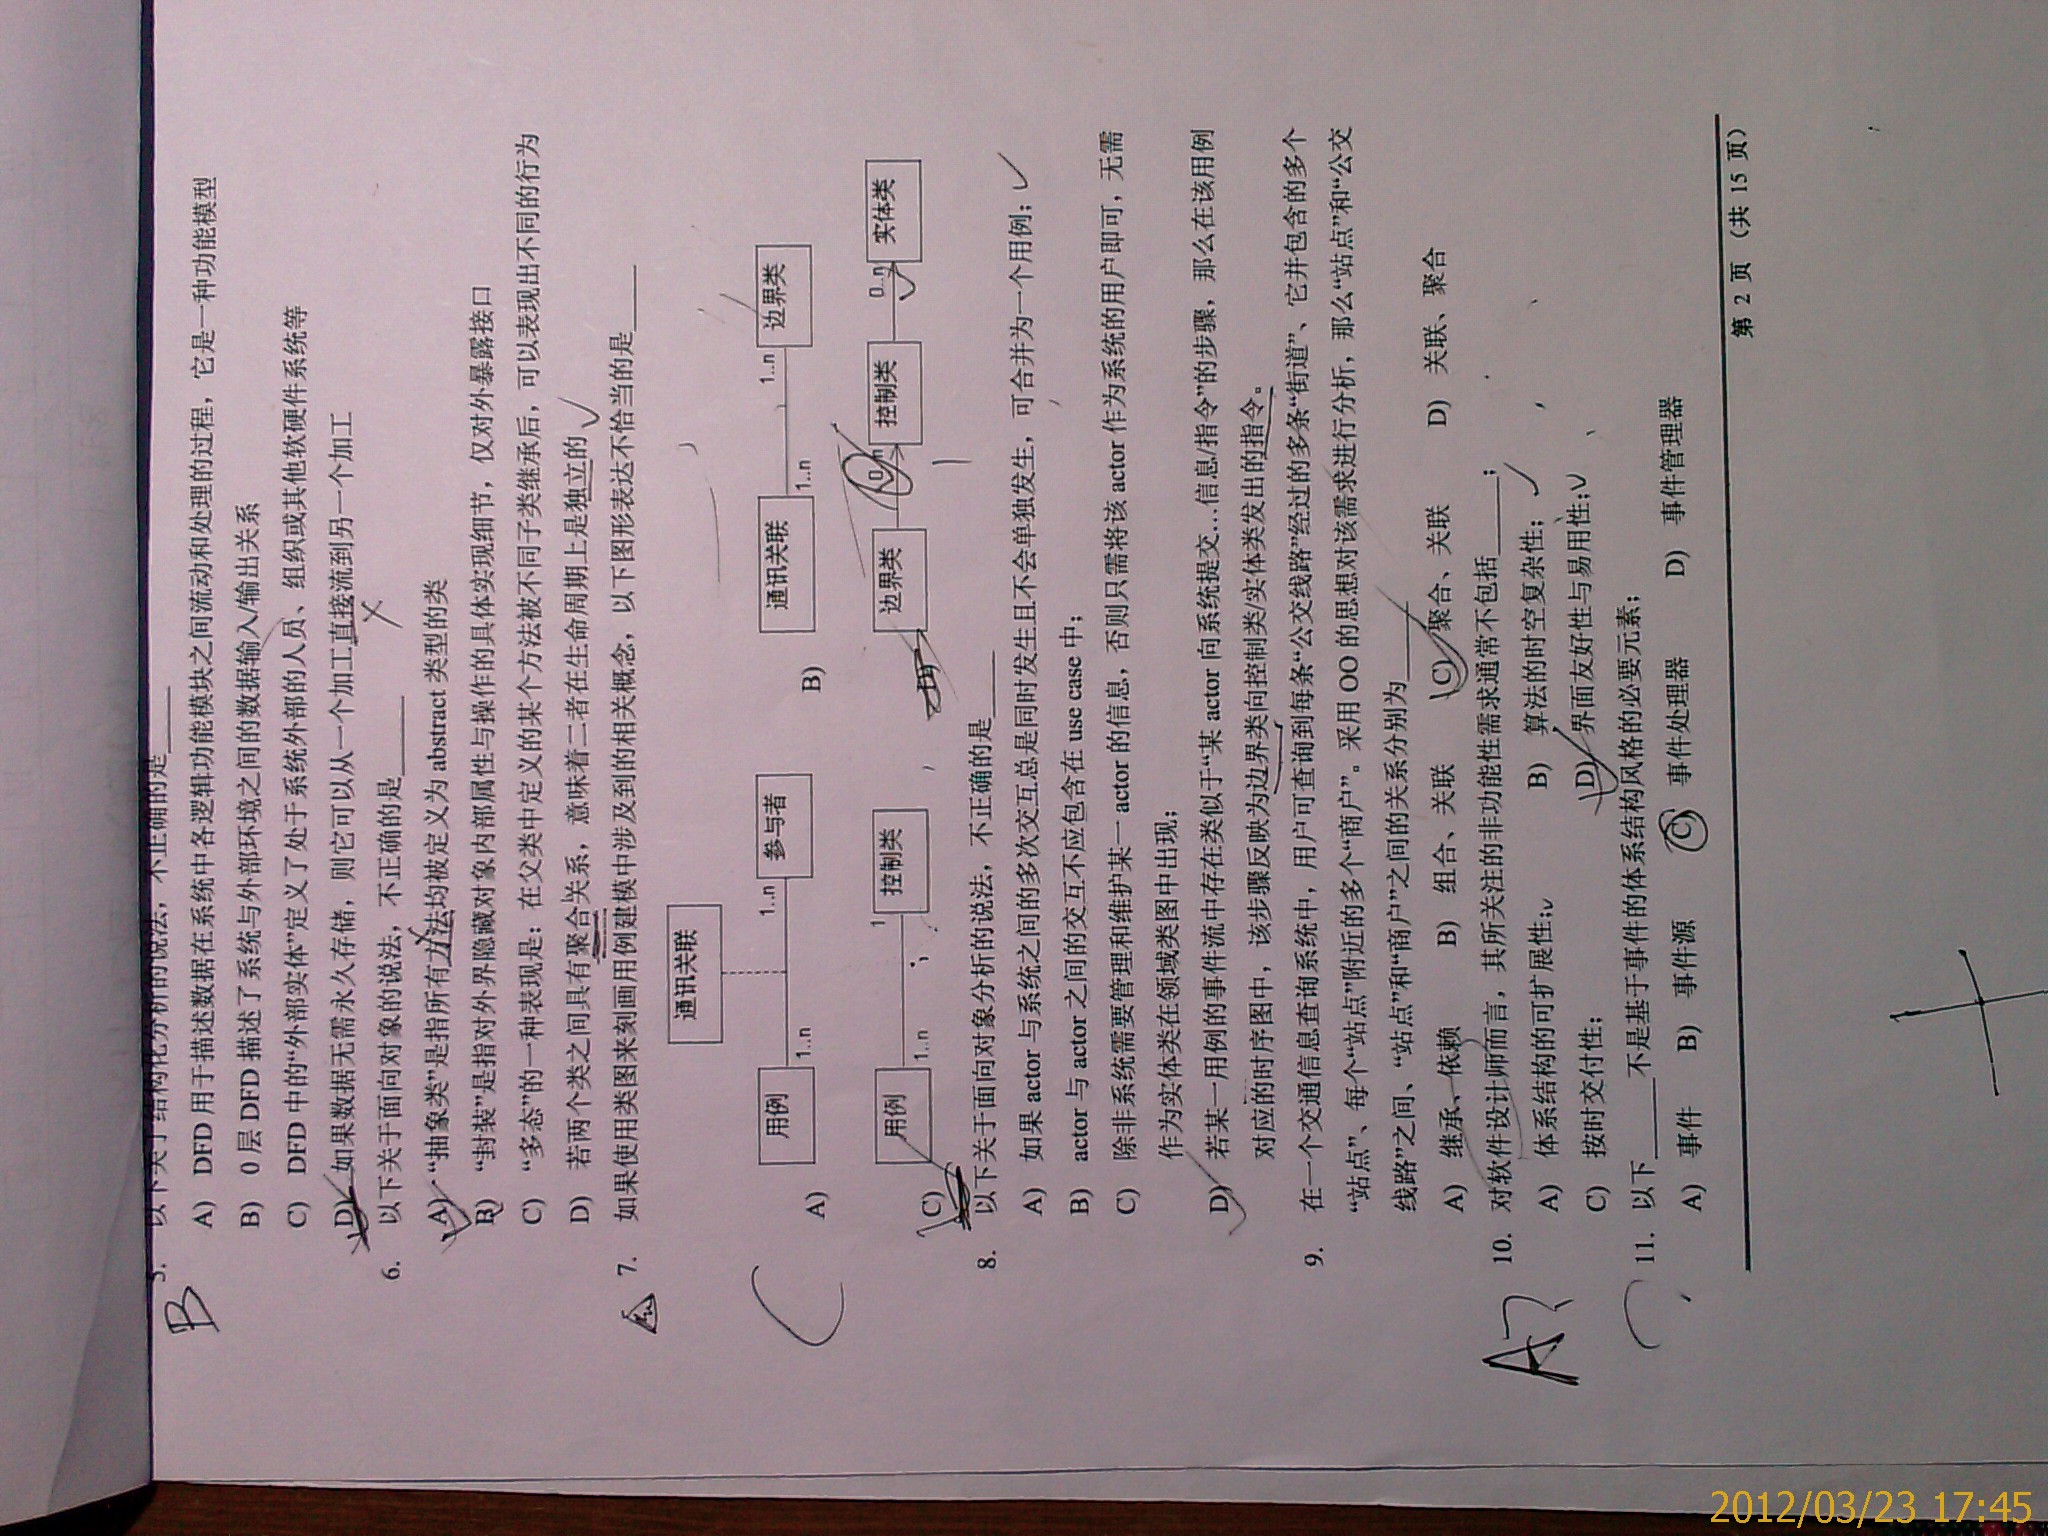 5. 以下关于结构化分析的说法，不正确的是____
A) DFD 用于描述数据在系统中各逻辑功能模块之间流动和处理的过程，它是一种功能模型
B) 0 层 DFD 描述了系统与外部环境之间的数据输入/输出关系
C) DFD 中的“外部实体”定义了处于系统外部的人员、组织或其他软硬件系统等
D) 如果数据无需永久存储，则它可以从一个加工直接流到另一个加工
6. 以下关于面向对象的说法，不正确的是____
A) “抽象类”是指所有方法均被定义为 abstract 类型的类
B) “封装”是指对外界隐藏对象内部属性与操作的具体实现细节，仅对外暴露接口
C) “多态”的一种表现是：在父类中定义的某个方法被不同子类继承后，可以表现出不同的行为
D) 若两个类之间具有聚合关系，意味着二者在生命周期上是独立的
7. 如果使用类图来刻画用例建模中涉及到的相关概念，以下图形表达不恰当的是____
通讯关联
A) 用例 1..n 1..n 参与者
B) 通讯关联 1..n 1..n 边界类
C) 用例 1..n 1 控制类
边界类 控制类 0..n 实体类
8. 以下关于面向对象分析的说法，不正确的是____
A) 如果 actor 与系统之间的多次交互总是同时发生且不会单独发生，可合并为一个用例；
B) actor 与 actor 之间的交互不应包含在 use case 中；
C) 除非系统需要管理和维护某一 actor 的信息，否则只需将该 actor 作为系统的用户即可，无需
作为实体类在领域类图中出现；
D) 若某一用例的事件流中存在类似于“某 actor 向系统提交…信息/指令”的步骤，那么在该用例
对应的时序图中，该步骤反映为边界类向控制类/实体类发出的指令。
9. 在一个交通信息查询系统中，用户可查询到每条“公交线路”经过的多条“街道”、它并包含的多个
“站点”、每个“站点”附近的多个“商户”。采用 OO 的思想对该需求进行分析，那么“站点”和“公交
线路”之间、“站点”和“商户”之间的关系分别为____
A) 继承、依赖 B) 组合、关联 C) 聚合、关联 D) 关联、聚合
10. 对软件设计师而言，其所关注的非功能性需求通常不包括____；
A) 体系结构的可扩展性； B) 算法的时空复杂性；
C) 按时交付性； D) 界面友好性与易用性；
11. 以下____不是基于事件的体系结构风格的必要元素；
A) 事件 B) 事件源 C) 事件处理器 D) 事件管理器
第 2 页（共 15 页）
B
A?
2012/03/23 17:45